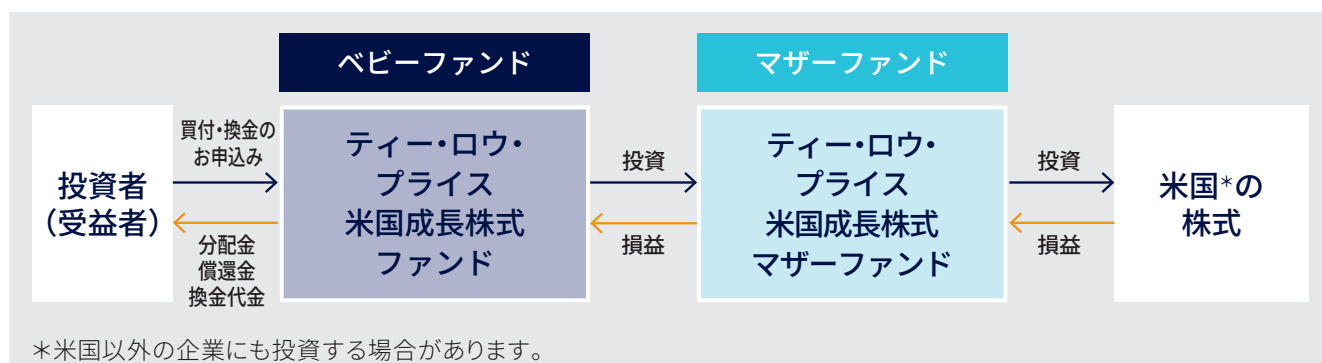 ベビーファンド
マザーファンド
投資者
(受益者)
買付・換金の
お申込み
分配金
償還金
換金代金
ティー・ロウ・
プライス
米国成長株式
ファンド
投資
損益
ティー・ロウ・
プライス
米国成長株式
マザーファンド
投資
損益
米国*の
株式
*米国以外の企業にも投資する場合があります。